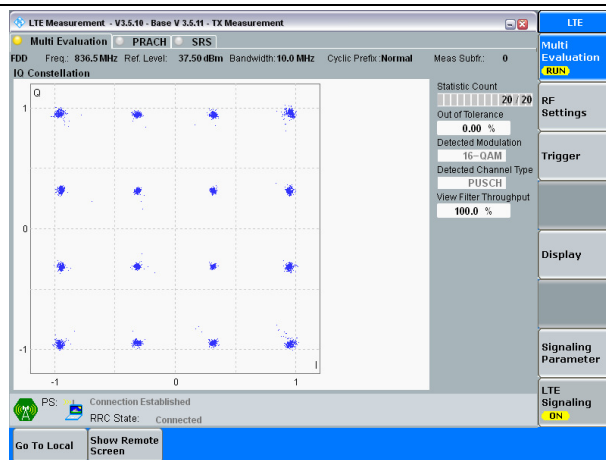 LTE Measurement - V3.5.10 - Base V 3.5.11 - TX Measurement
LTE
Multi Evaluation PRACH SRS
FDD Freq.: 836.5 MHz Ref. Level: 37.50 dBm Bandwidth: 10.0 MHz Cyclic Prefix :Normal Meas Subfr.: 0
IQ Constellation
Q
1
0
-1
I
-1 0 1
Statistic Count
20 / 20
Out of Tolerance
0.00 %
Detected Modulation
16-QAM
Detected Channel Type
PUSCH
View Filter Throughput
100.0 %
Multi
Evaluation
RUN
RF
Settings
Trigger
Display
Signaling
Parameter
LTE
Signaling
ON
PS: Connection Established
RRC State: Connected
Go To Local
Show Remote
Screen